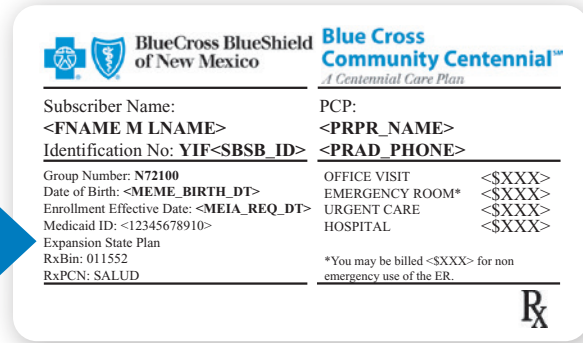 BlueCross BlueShield
of New Mexico
Blue Cross
Community Centennial℠
A Centennial Care Plan
Subscriber Name:
<FNAME M LNAME>
Identification No: YIF<SBSB_ID>
PCP:
<PRPR_NAME>
<PRAD_PHONE>
Group Number: N72100
Date of Birth: <MEME_BIRTH_DT>
Enrollment Effective Date: <MEIA_REQ_DT>
Medicaid ID: <12345678910>
Expansion State Plan
RxBin: 011552
RxPCN: SALUD
OFFICE VISIT <$XXX>
EMERGENCY ROOM* <$XXX>
URGENT CARE <$XXX>
HOSPITAL <$XXX>
*You may be billed <$XXX> for non
emergency use of the ER.
Rx